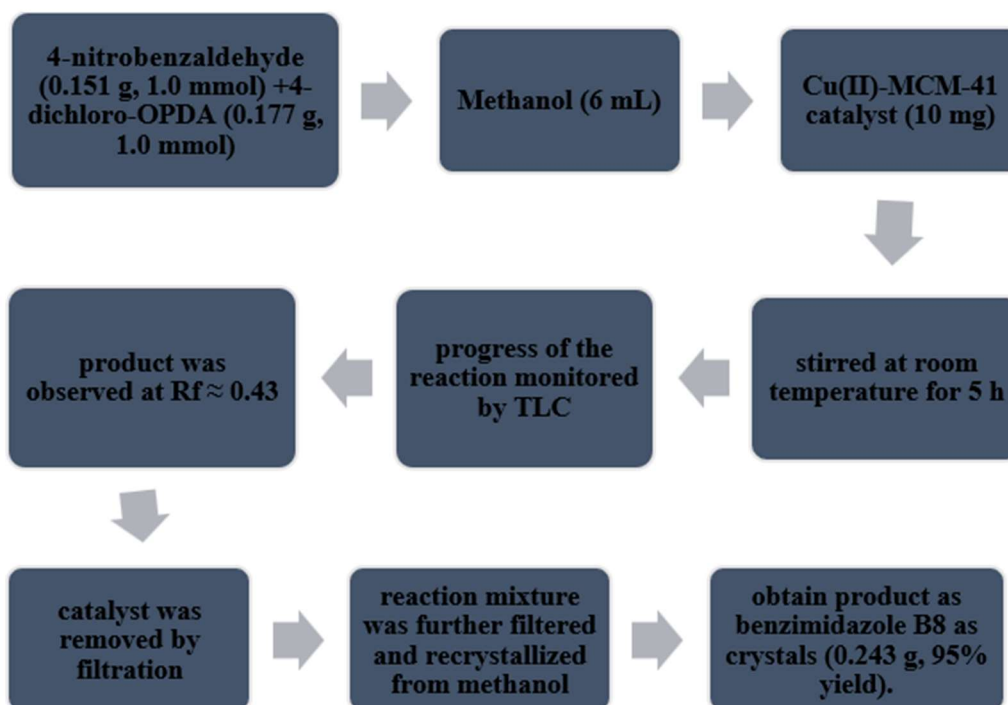 4-nitrobenzaldehyde
(0.151 g, 1.0 mmol) +4-
dichloro-OPDA (0.177 g,
1.0 mmol)
Methanol (6 mL)
Cu(II)-MCM-41
catalyst (10 mg)
stirred at room
temperature for 5 h
progress of the
reaction monitored
by TLC
product was
observed at Rf ≈ 0.43
catalyst was
removed by
filtration
reaction mixture
was further filtered
and recrystallized
from methanol
obtain product as
benzimidazole B8 as
crystals (0.243 g, 95%
yield).